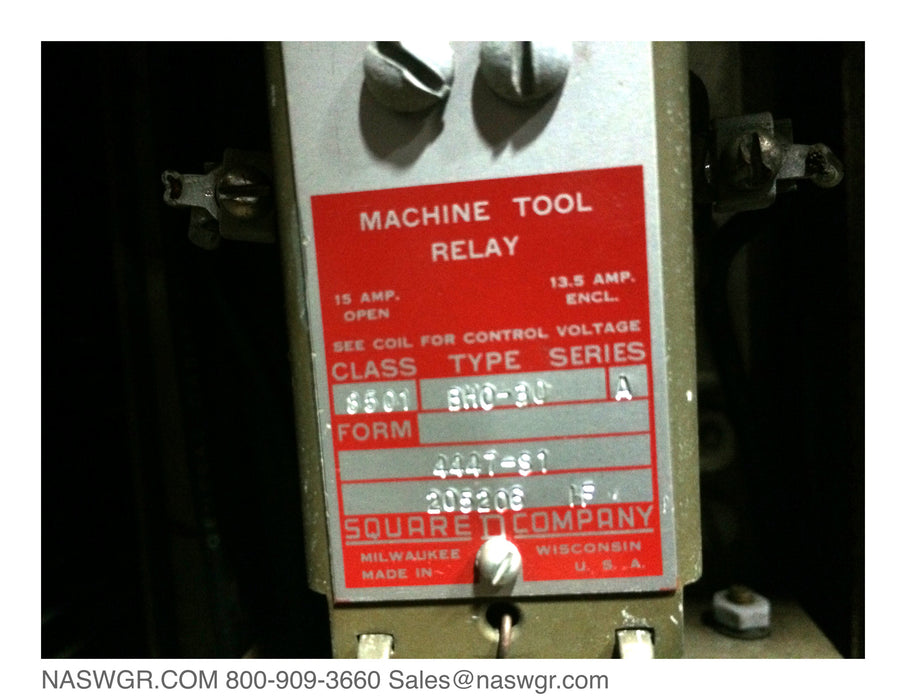 MACHINE TOOL
RELAY
15 AMP. OPEN
13.5 AMP. ENCL.
SEE COIL FOR CONTROL VOLTAGE
CLASS TYPE SERIES
8501 A
FORM
SQUARE D COMPANY
MILWAUKEE WISCONSIN
MADE IN U. S. A.
NASWGR.COM 800-909-3660 Sales@naswgr.com